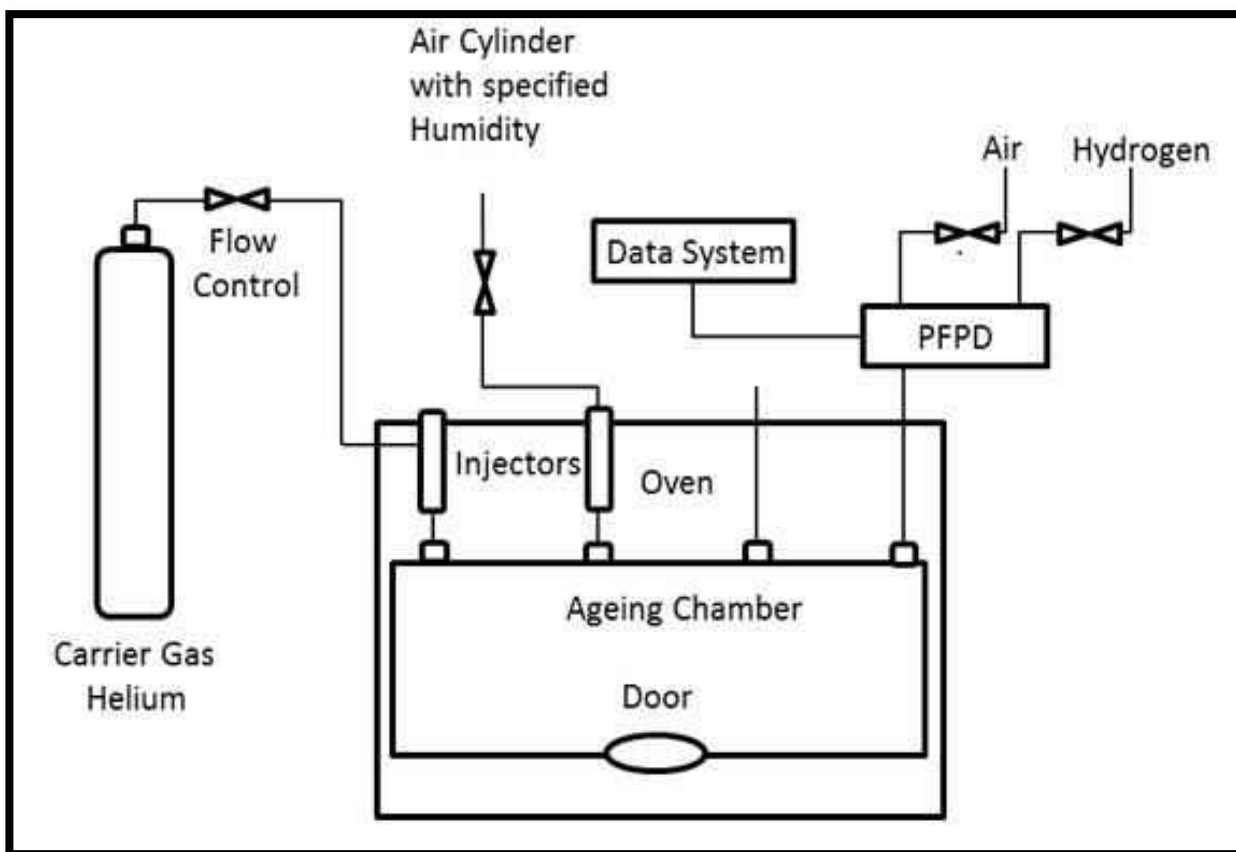 Air Cylinder
with specified
Humidity
Air
Hydrogen
Flow
Control
Data System
PFPD
Injectors
Oven
Ageing Chamber
Carrier Gas
Helium
Door